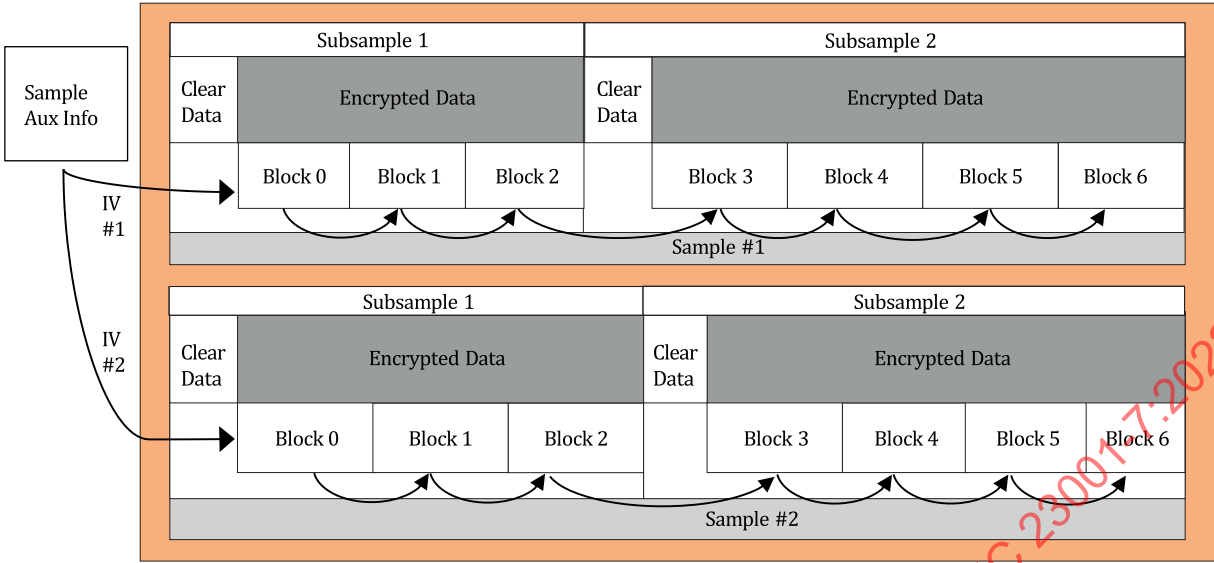 Sample
Aux Info
IV
#1
IV
#2
Subsample 1
Subsample 2
Clear
Data
Encrypted Data
Clear
Data
Encrypted Data
Block 0
Block 1
Block 2
Block 3
Block 4
Block 5
Block 6
Sample #1
Subsample 1
Subsample 2
Clear
Data
Encrypted Data
Clear
Data
Encrypted Data
Block 0
Block 1
Block 2
Block 3
Block 4
Block 5
Block 6
Sample #2
C 23001-7:202